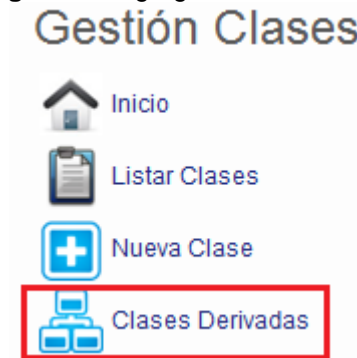 Gestión Clases
Inicio
Listar Clases
Nueva Clase
Clases Derivadas